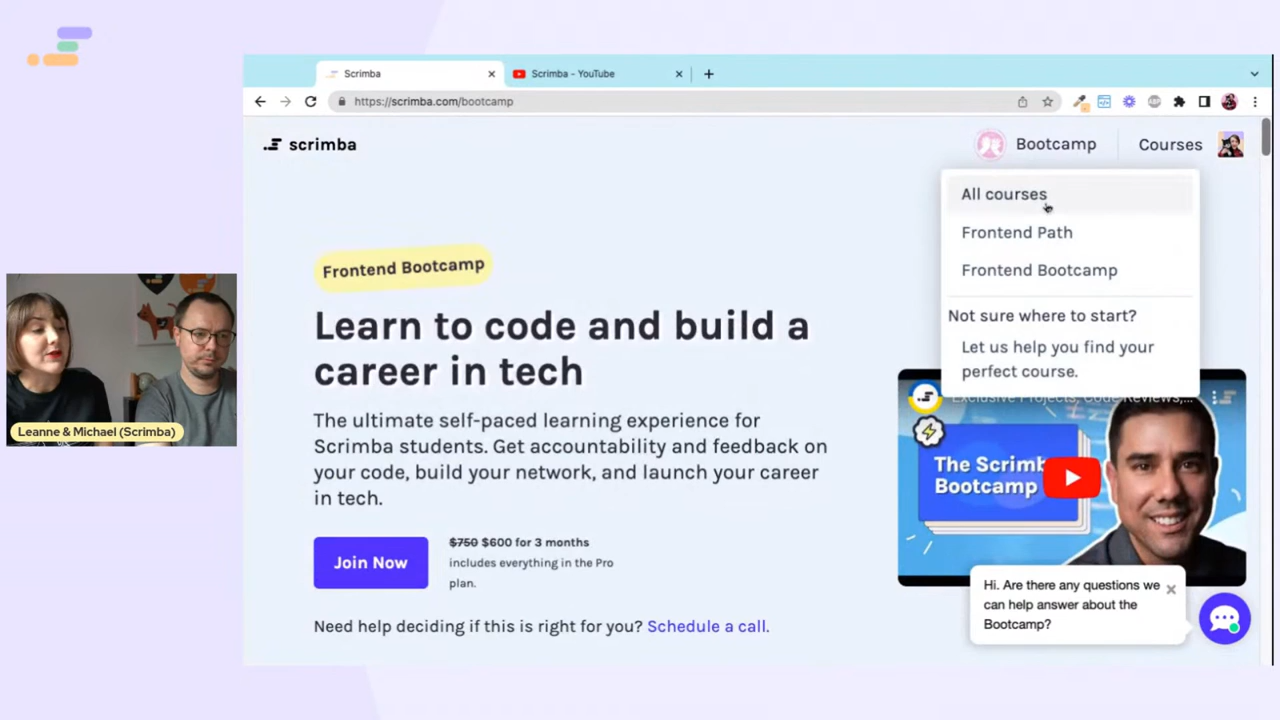 Scrimba
Scrimba - YouTube
https://scrimba.com/bootcamp
scrimba
Bootcamp
Courses
All courses
Frontend Path
Frontend Bootcamp
Not sure where to start?
Let us help you find your
perfect course.
Frontend Bootcamp
Learn to code and build a
career in tech
The ultimate self-paced learning experience for
Scrimba students. Get accountability and feedback on
your code, build your network, and launch your career
in tech.
Join Now
$750 $600 for 3 months
includes everything in the Pro
plan.
Need help deciding if this is right for you? Schedule a call.
Exclusive Projects, Code Reviews,...
The Scrimb
Bootcamp
Hi. Are there any questions we
can help answer about the
Bootcamp?
Leanne & Michael (Scrimba)